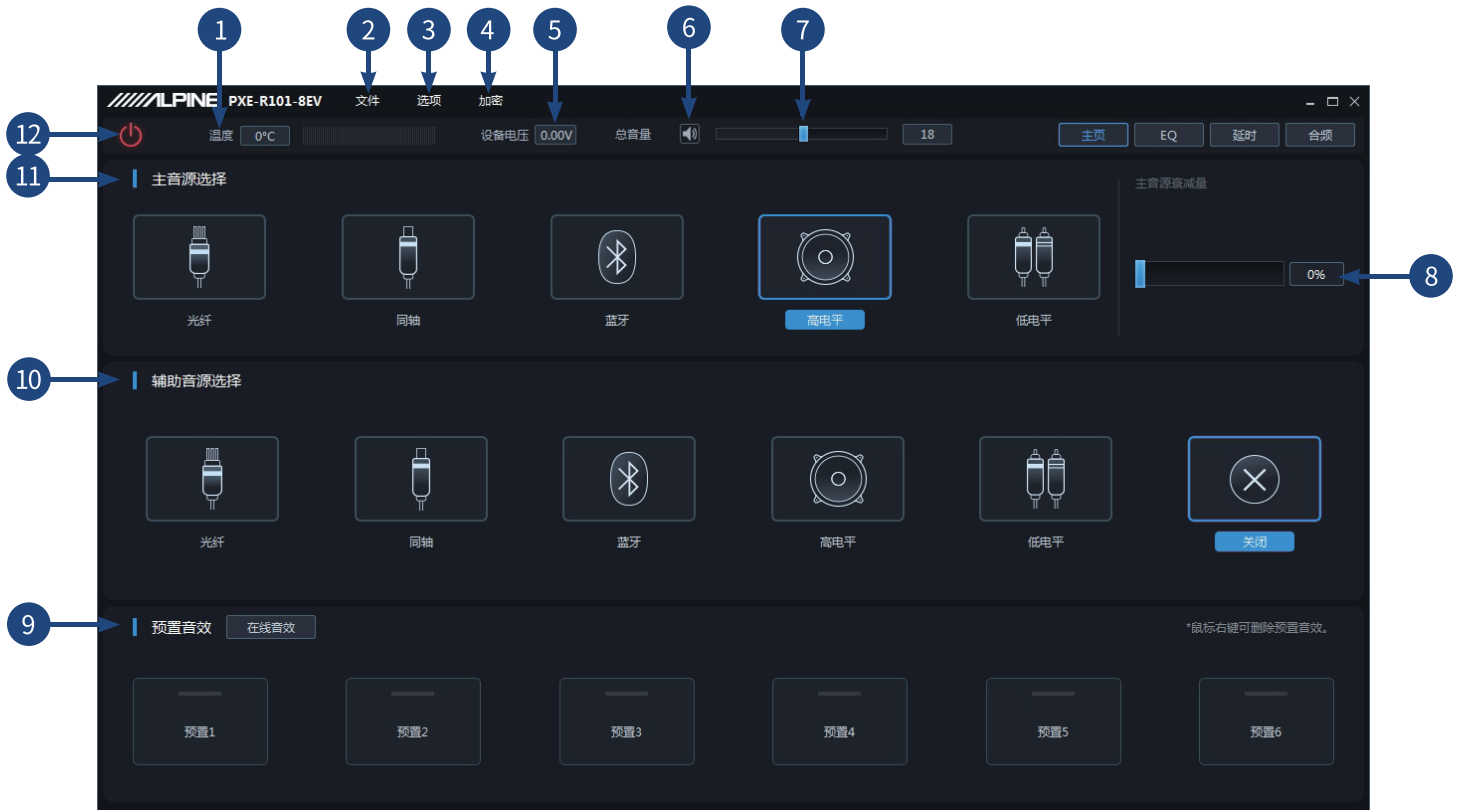 1 2 3 4 5 6 7
ALPINE PXE-R101-8EV 文件 选项 加密
12 温度 0°C 设备电压 0.00V 总音量 18 主页 EQ 延时 合频
11 主音源选择 主音源衰减量
0% 8
光纤 同轴 蓝牙 高电平 低电平
10 辅助音源选择
光纤 同轴 蓝牙 高电平 低电平 关闭
9 预置音效 在线音效 *鼠标右键可删除预置音效。
预置1 预置2 预置3 预置4 预置5 预置6